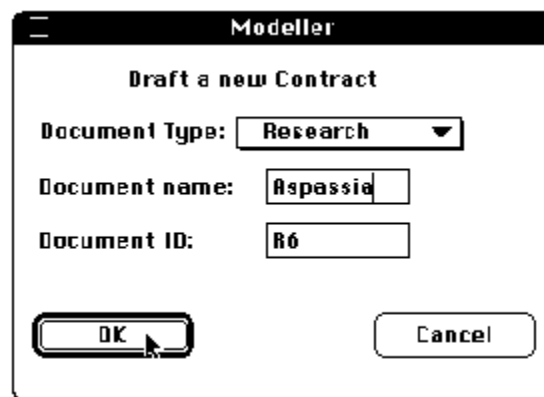 Modeller
Draft a new Contract
Document Type: Research
Document name: Aspassia
Document ID: R6
OK Cancel